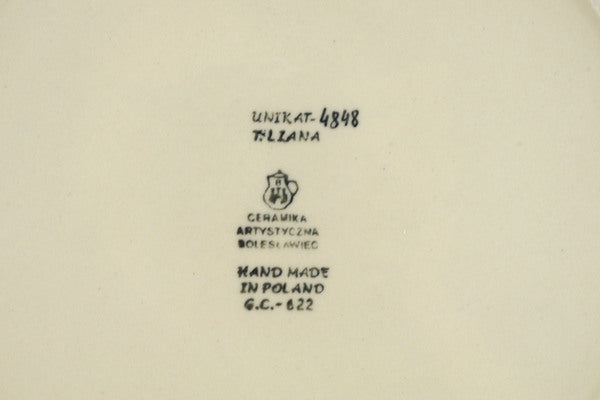 UNIKAT-4848
T.LIANA
CERAMIKA
ARTYSTYCZNA
BOLESŁAWIEC
HAND MADE
IN POLAND
G.C.-622